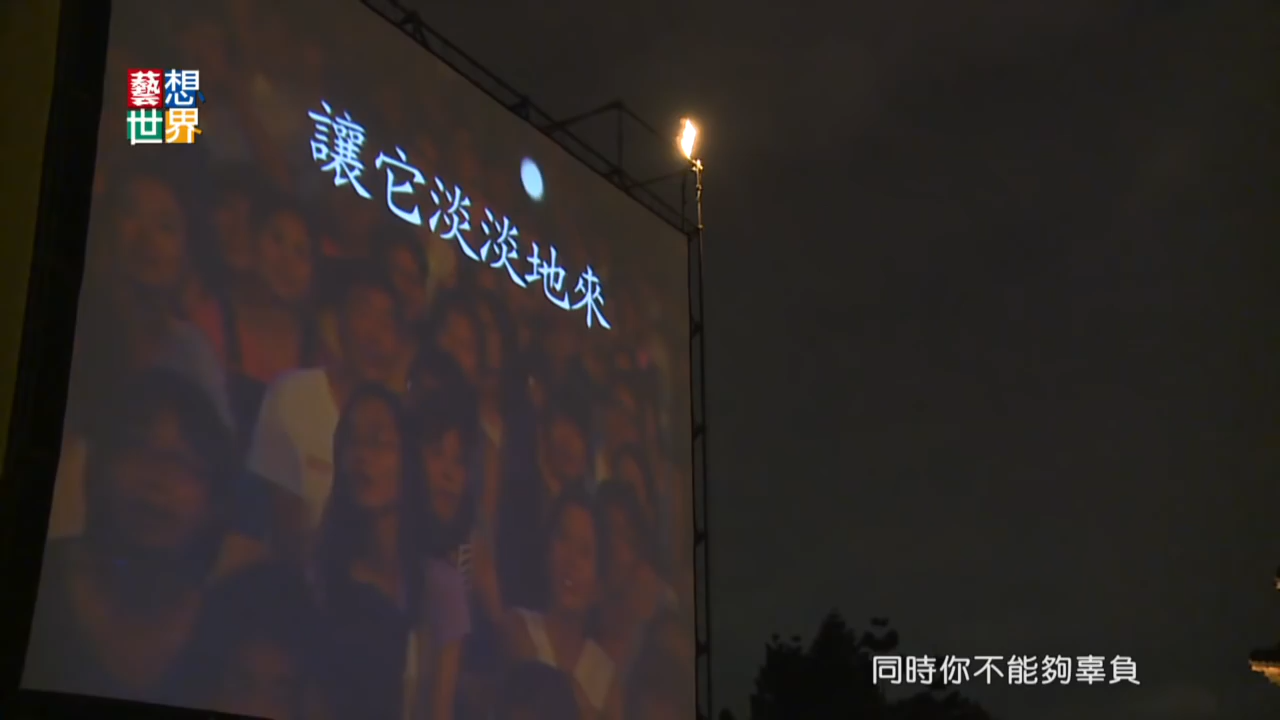 藝想
世界
讓它淡淡地來
同時你不能夠辜負